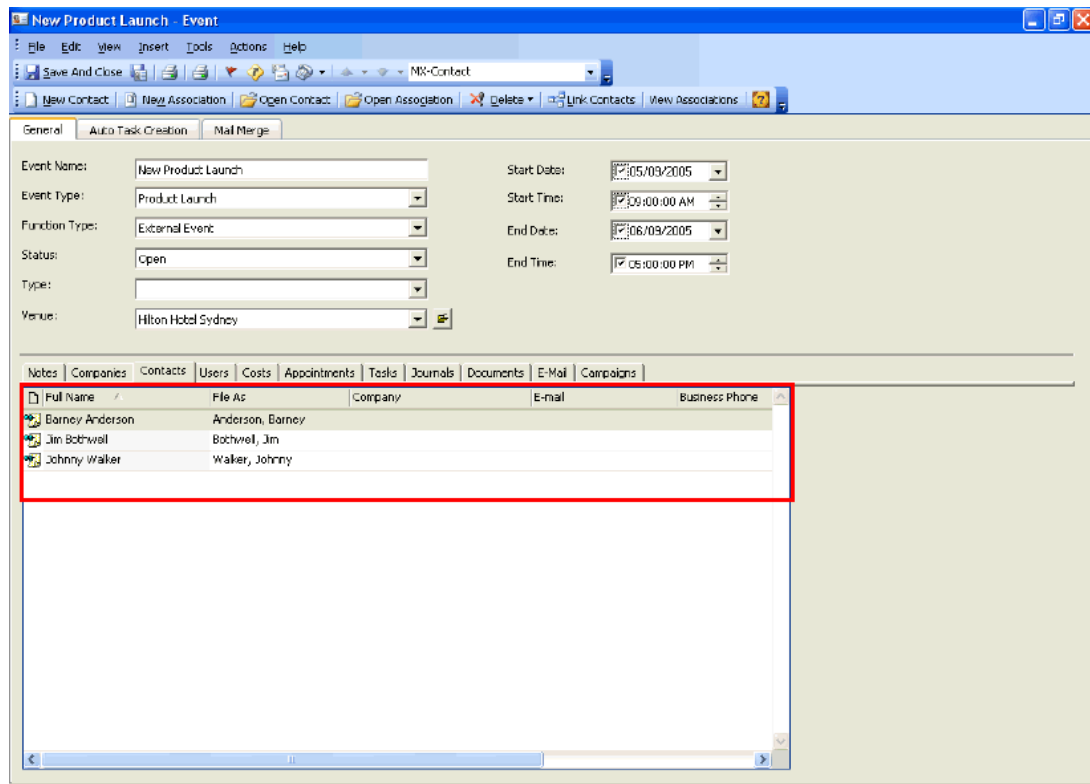 New Product Launch - Event
File Edit View Insert Tools Actions Help
Save And Close MX-Contact
New Contact New Association Open Contact Open Association Delete Link Contacts View Associations
General Auto Task Creation Mail Merge
Event Name: New Product Launch Start Date: 05/09/2005
Event Type: Product Launch Start Time: 09:00:00 AM
Function Type: External Event End Date: 06/09/2005
Status: Open End Time: 05:00:00 PM
Type:
Venue: Hilton Hotel Sydney
Notes Companies Contacts Users Costs Appointments Tasks Journals Documents E-Mail Campaigns
Full Name File As Company E-mail Business Phone
Barney Anderson Anderson, Barney
Jim Bothwell Bothwell, Jim
Johnny Walker Walker, Johnny